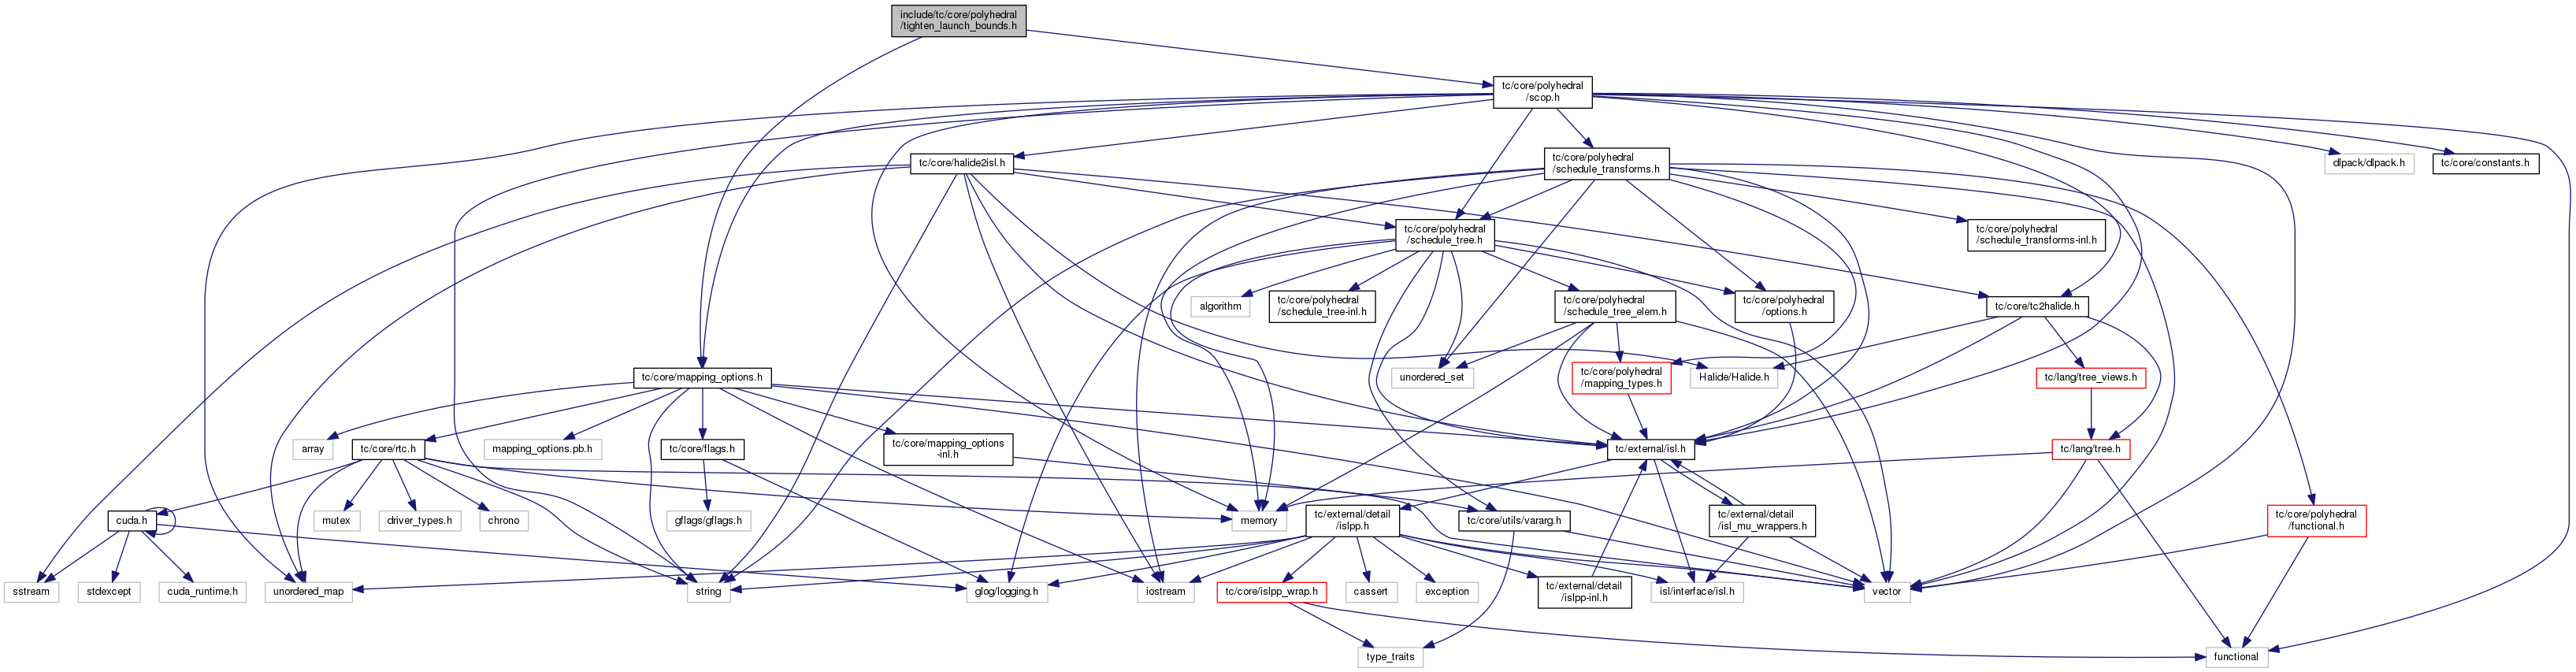 include/tc/core/polyhedral
/tighten_launch_bounds.h
tc/core/polyhedral
/scop.h
tc/core/halide2isl.h
tc/core/polyhedral
/schedule_transforms.h
dlpack/dlpack.h
tc/core/constants.h
tc/core/polyhedral
/schedule_tree.h
tc/core/polyhedral
/schedule_transforms-inl.h
algorithm
tc/core/polyhedral
/schedule_tree-inl.h
tc/core/polyhedral
/schedule_tree_elem.h
tc/core/polyhedral
/options.h
tc/core/tc2halide.h
tc/core/mapping_options.h
unordered_set
tc/core/polyhedral
/mapping_types.h
Halide/Halide.h
tc/lang/tree_views.h
array
tc/core/rtc.h
mapping_options.pb.h
tc/core/flags.h
tc/core/mapping_options
-inl.h
tc/external/isl.h
tc/lang/tree.h
cuda.h
mutex
driver_types.h
chrono
gflags/gflags.h
memory
tc/external/detail
/islpp.h
tc/core/utils/vararg.h
tc/external/detail
/isl_mu_wrappers.h
tc/core/polyhedral
/functional.h
sstream
stdexcept
cuda_runtime.h
unordered_map
string
glog/logging.h
iostream
tc/core/islpp_wrap.h
cassert
exception
tc/external/detail
/islpp-inl.h
isl/interface/isl.h
vector
type_traits
functional